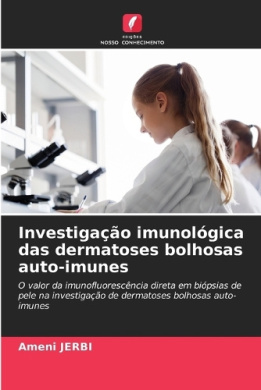 edições
NOSSO CONHECIMENTO
Investigação imunológica
das dermatoses bolhosas
auto-imunes
O valor da imunofluorescência direta em biópsias de
pele na investigação de dermatoses bolhosas auto-
imunes
Ameni JERBI